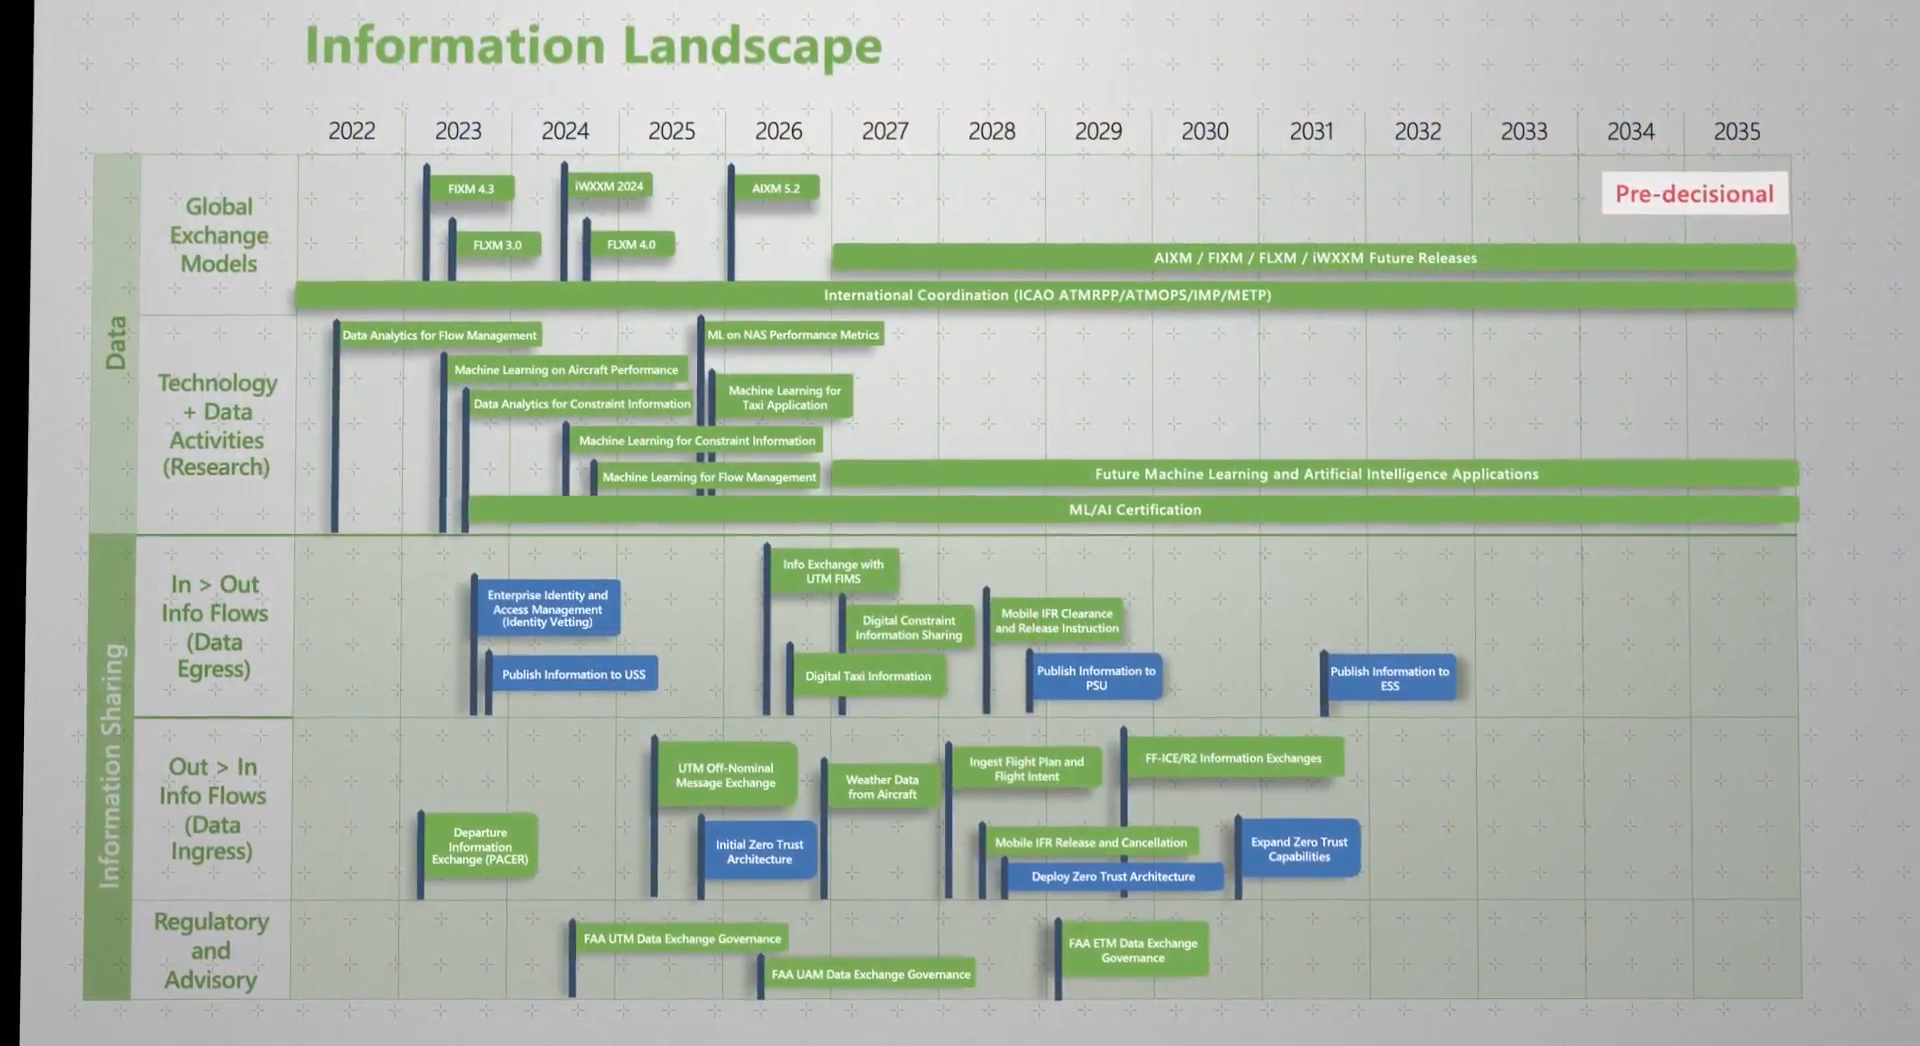 Information Landscape
2022 2023 2024 2025 2026 2027 2028 2029 2030 2031 2032 2033 2034 2035
Pre-decisional
Data
Global
Exchange
Models
FIXM 4.3
iWXXM 2024
AIXM 5.2
FLXM 3.0
FLXM 4.0
AIXM / FIXM / FLXM / iWXXM Future Releases
International Coordination (ICAO ATMRPP/ATMOPS/IMP/METP)
Technology
+ Data
Activities
(Research)
Data Analytics for Flow Management
ML on NAS Performance Metrics
Machine Learning on Aircraft Performance
Machine Learning for
Taxi Application
Data Analytics for Constraint Information
Machine Learning for Constraint Information
Machine Learning for Flow Management
Future Machine Learning and Artificial Intelligence Applications
ML/AI Certification
Information Sharing
In > Out
Info Flows
(Data
Egress)
Info Exchange with
UTM FIMS
Enterprise Identity and
Access Management
(Identity Vetting)
Digital Constraint
Information Sharing
Mobile IFR Clearance
and Release Instruction
Publish Information to USS
Digital Taxi Information
Publish Information to
PSU
Publish Information to
ESS
Out > In
Info Flows
(Data
Ingress)
UTM Off-Nominal
Message Exchange
Weather Data
from Aircraft
Ingest Flight Plan and
Flight Intent
FF-ICE/R2 Information Exchanges
Departure
Information
Exchange (PACER)
Initial Zero Trust
Architecture
Mobile IFR Release and Cancellation
Deploy Zero Trust Architecture
Expand Zero Trust
Capabilities
Regulatory
and
Advisory
FAA UTM Data Exchange Governance
FAA UAM Data Exchange Governance
FAA ETM Data Exchange
Governance